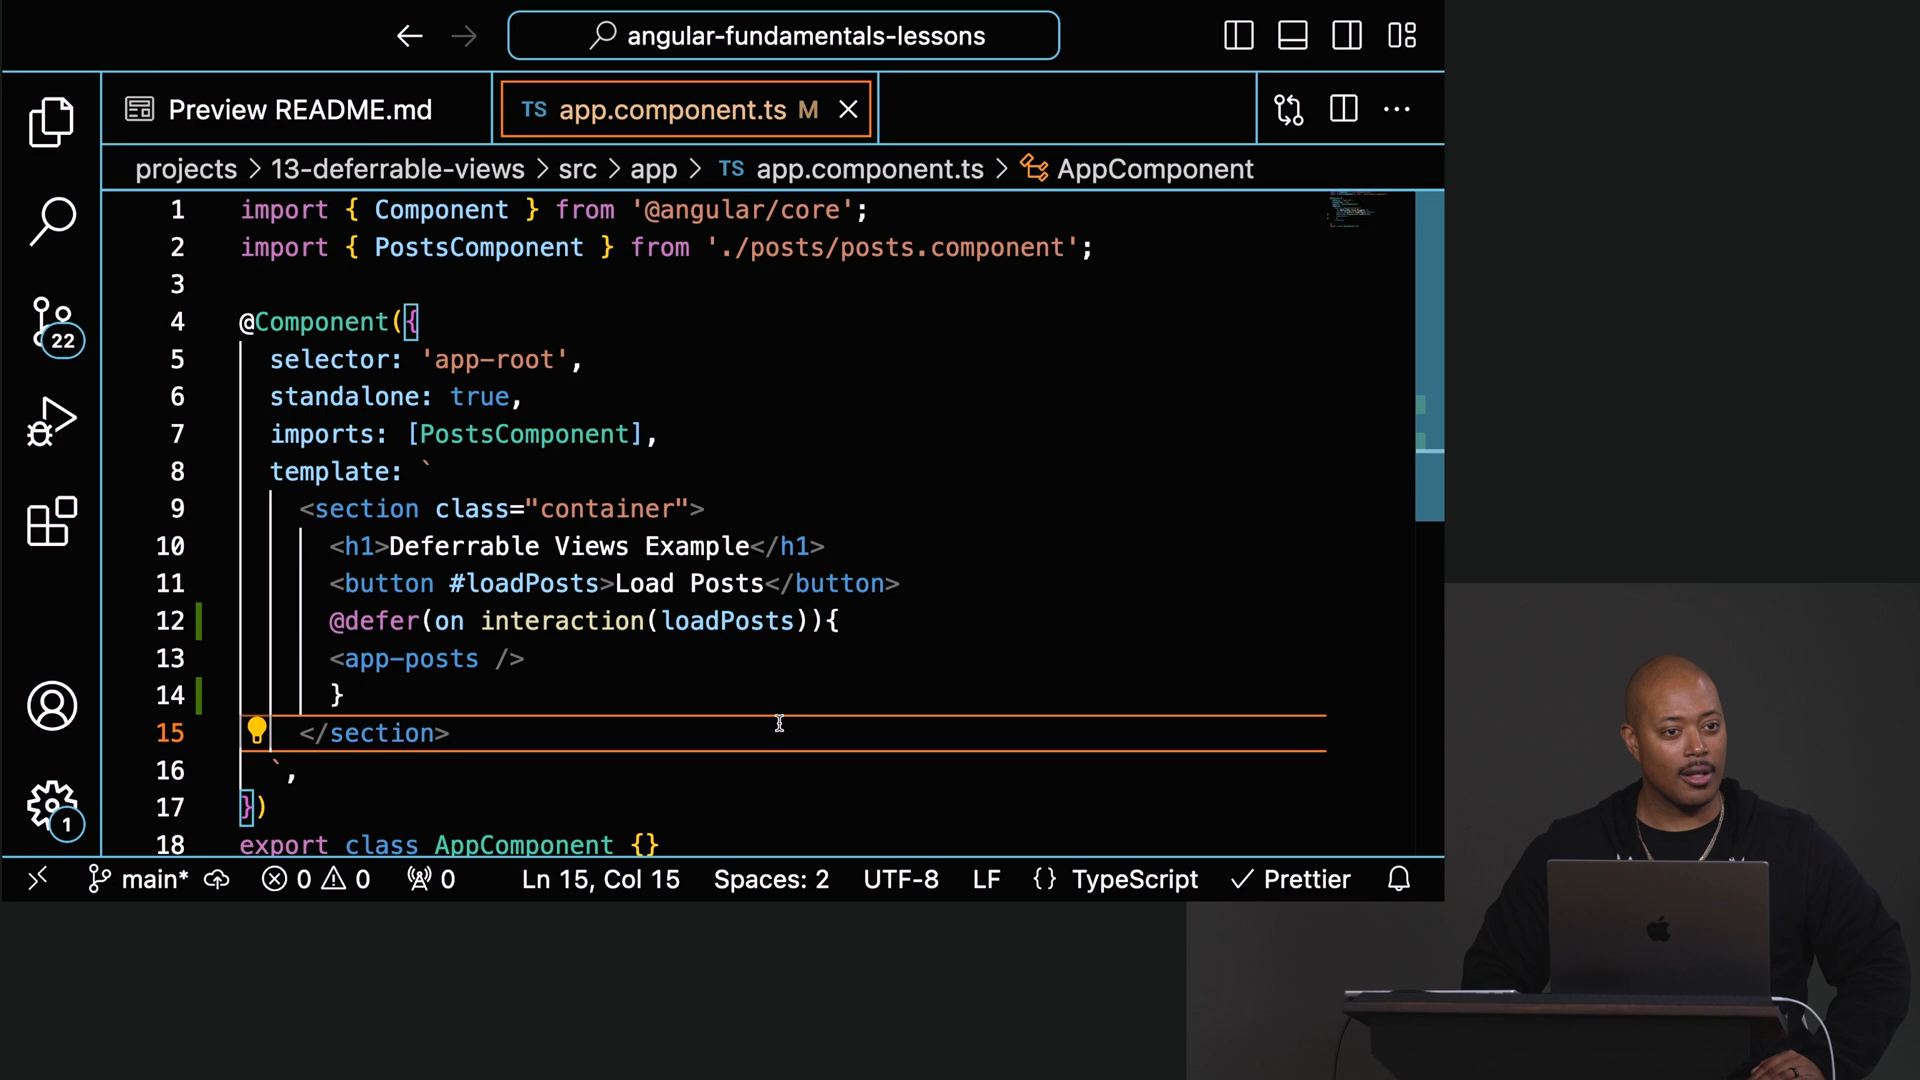 angular-fundamentals-lessons
Preview README.md
TS app.component.ts M
projects > 13-deferrable-views > src > app > TS app.component.ts > AppComponent
1 import { Component } from '@angular/core';
2 import { PostsComponent } from './posts/posts.component';
3
4 @Component({
5 selector: 'app-root',
6 standalone: true,
7 imports: [PostsComponent],
8 template: `
9 <section class="container">
10 <h1>Deferrable Views Example</h1>
11 <button #loadPosts>Load Posts</button>
12 @defer(on interaction(loadPosts)){
13 <app-posts />
14 }
15 </section>
16 `,
17 })
18 export class AppComponent {}
22
1
main* 0 0 0 Ln 15, Col 15 Spaces: 2 UTF-8 LF {} TypeScript Prettier